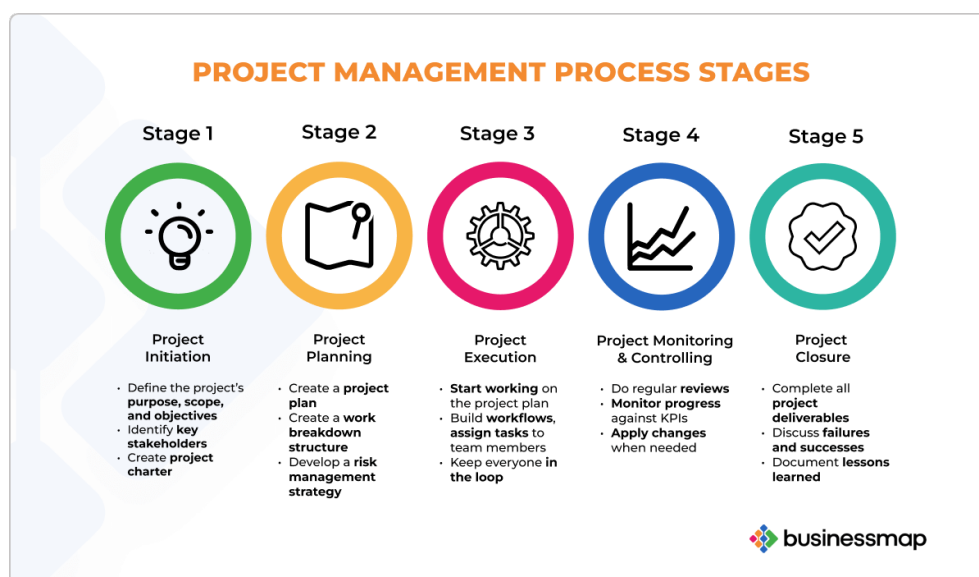 PROJECT MANAGEMENT PROCESS STAGES
Stage 1
Project
Initiation
• Define the project's
purpose, scope,
and objectives
• Identify key
stakeholders
• Create project
charter
Stage 2
Project
Planning
• Create a project
plan
• Create a work
breakdown
structure
• Develop a risk
management
strategy
Stage 3
Project
Execution
• Start working on
the project plan
• Build workflows,
assign tasks to
team members
• Keep everyone in
the loop
Stage 4
Project Monitoring
& Controlling
• Do regular reviews
• Monitor progress
against KPIs
• Apply changes
when needed
Stage 5
Project
Closure
• Complete all
project
deliverables
• Discuss failures
and successes
• Document lessons
learned
businessmap